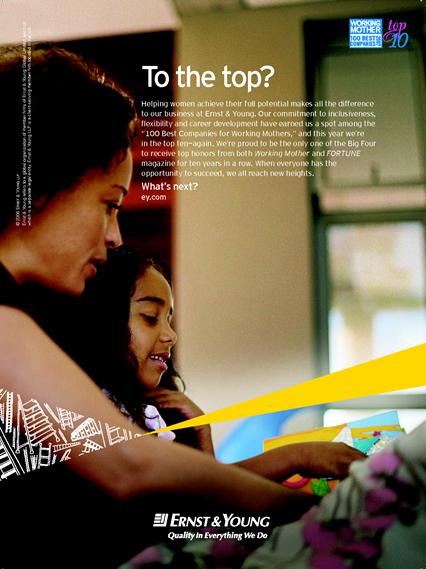 WORKING
MOTHER
100 BEST
COMPANIES
top
10
To the top?
Helping women achieve their full potential makes all the difference
to our business at Ernst & Young. Our commitment to inclusiveness,
flexibility and career development have earned us a spot among the
“100 Best Companies for Working Mothers,” and this year we’re
in the top ten—again. We’re proud to be the only one of the Big Four
to receive top honors from both Working Mother and FORTUNE
magazine for ten years in a row. When everyone has the
opportunity to succeed, we all reach new heights.
What’s next?
ey.com
ERNST & YOUNG
Quality In Everything We Do